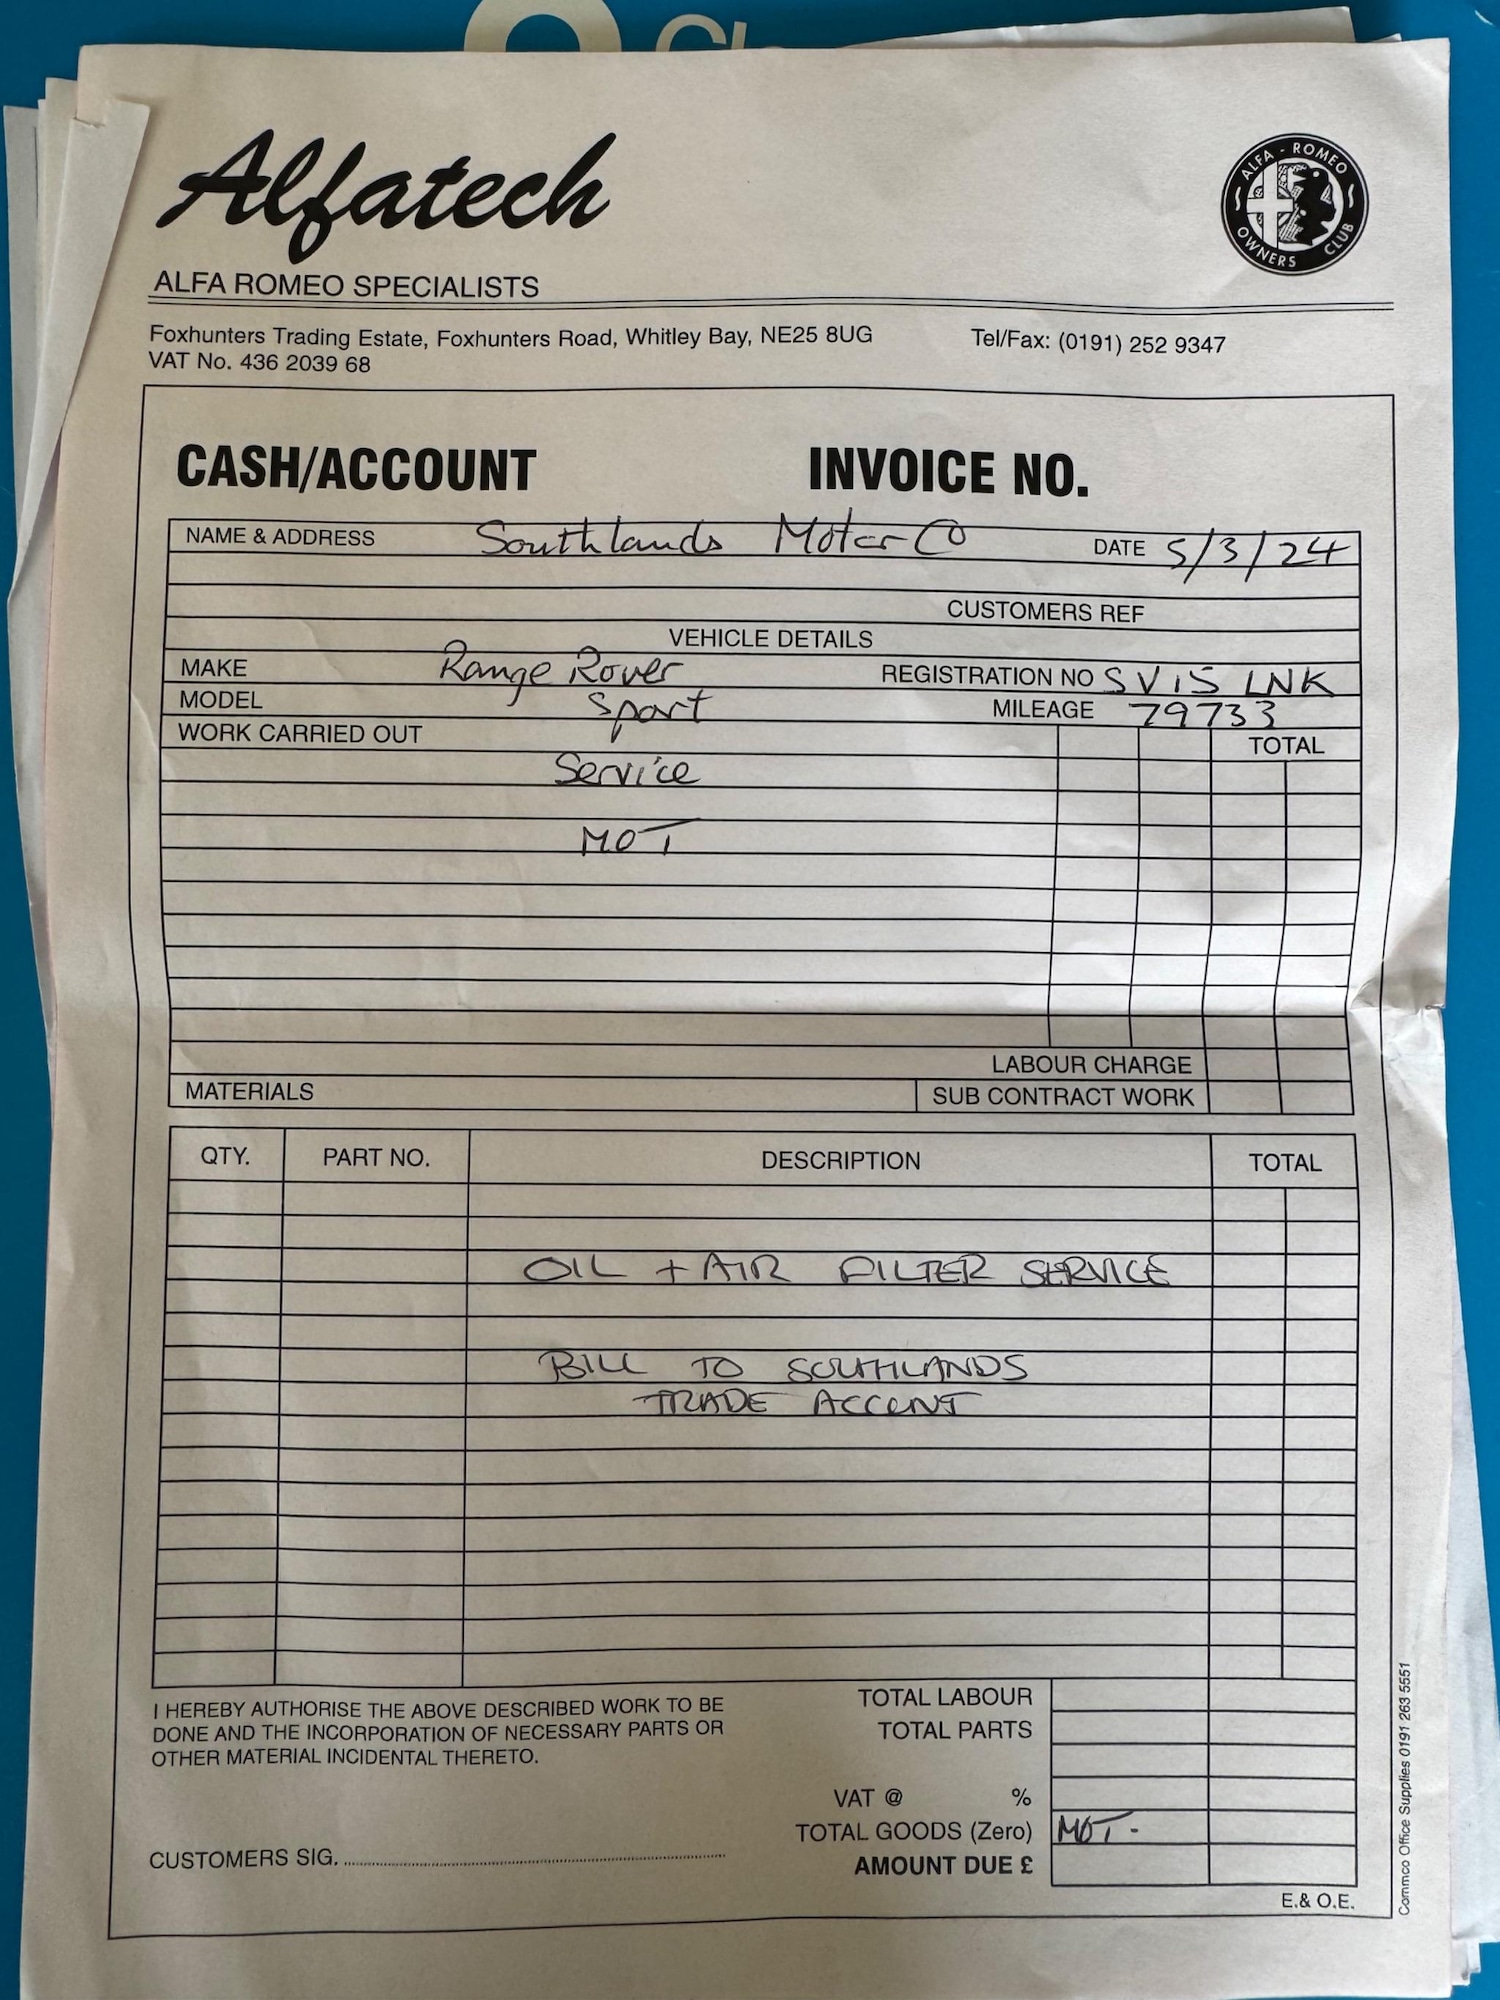 Alfatech
ALFA - ROMEO
OWNERS CLUB
ALFA ROMEO SPECIALISTS
Foxhunters Trading Estate, Foxhunters Road, Whitley Bay, NE25 8UG Tel/Fax: (0191) 252 9347
VAT No. 436 2039 68
CASH/ACCOUNT INVOICE NO.
NAME & ADDRESS Southlands Motor Co DATE 5/3/24
CUSTOMERS REF
VEHICLE DETAILS
MAKE Range Rover REGISTRATION NO SV15 LNK
MODEL Sport MILEAGE 79733
WORK CARRIED OUT TOTAL
Service
MOT
LABOUR CHARGE
MATERIALS SUB CONTRACT WORK
QTY. PART NO. DESCRIPTION TOTAL
OIL + AIR FILTER SERVICE
BILL TO SOUTHLANDS
TRADE ACCENT
I HEREBY AUTHORISE THE ABOVE DESCRIBED WORK TO BE
DONE AND THE INCORPORATION OF NECESSARY PARTS OR
OTHER MATERIAL INCIDENTAL THERETO.
CUSTOMERS SIG.
TOTAL LABOUR
TOTAL PARTS
VAT @ %
TOTAL GOODS (Zero) MOT -
AMOUNT DUE £
E.& O.E.
Commco Office Supplies 0191 263 5551